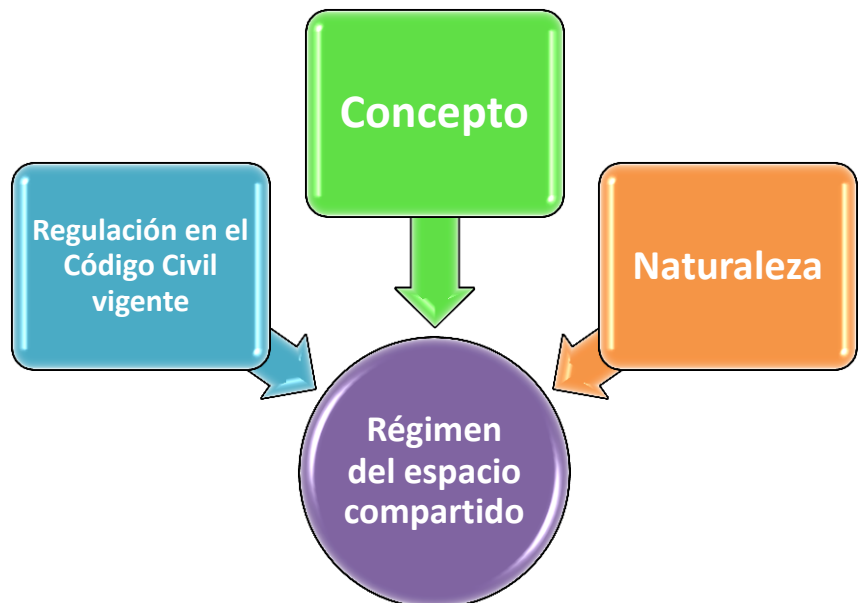 Concepto
Regulación en el
Código Civil
vigente
Naturaleza
Régimen
del espacio
compartido